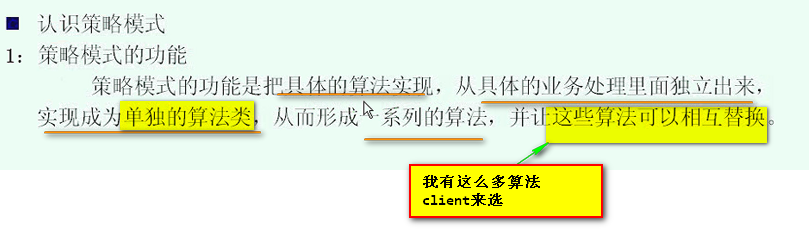 ■ 认识策略模式
1：策略模式的功能
策略模式的功能是把具体的算法实现，从具体的业务处理里面独立出来，
实现成为单独的算法类，从而形成一系列的算法，并让这些算法可以相互替换。
我有这么多算法
client来选